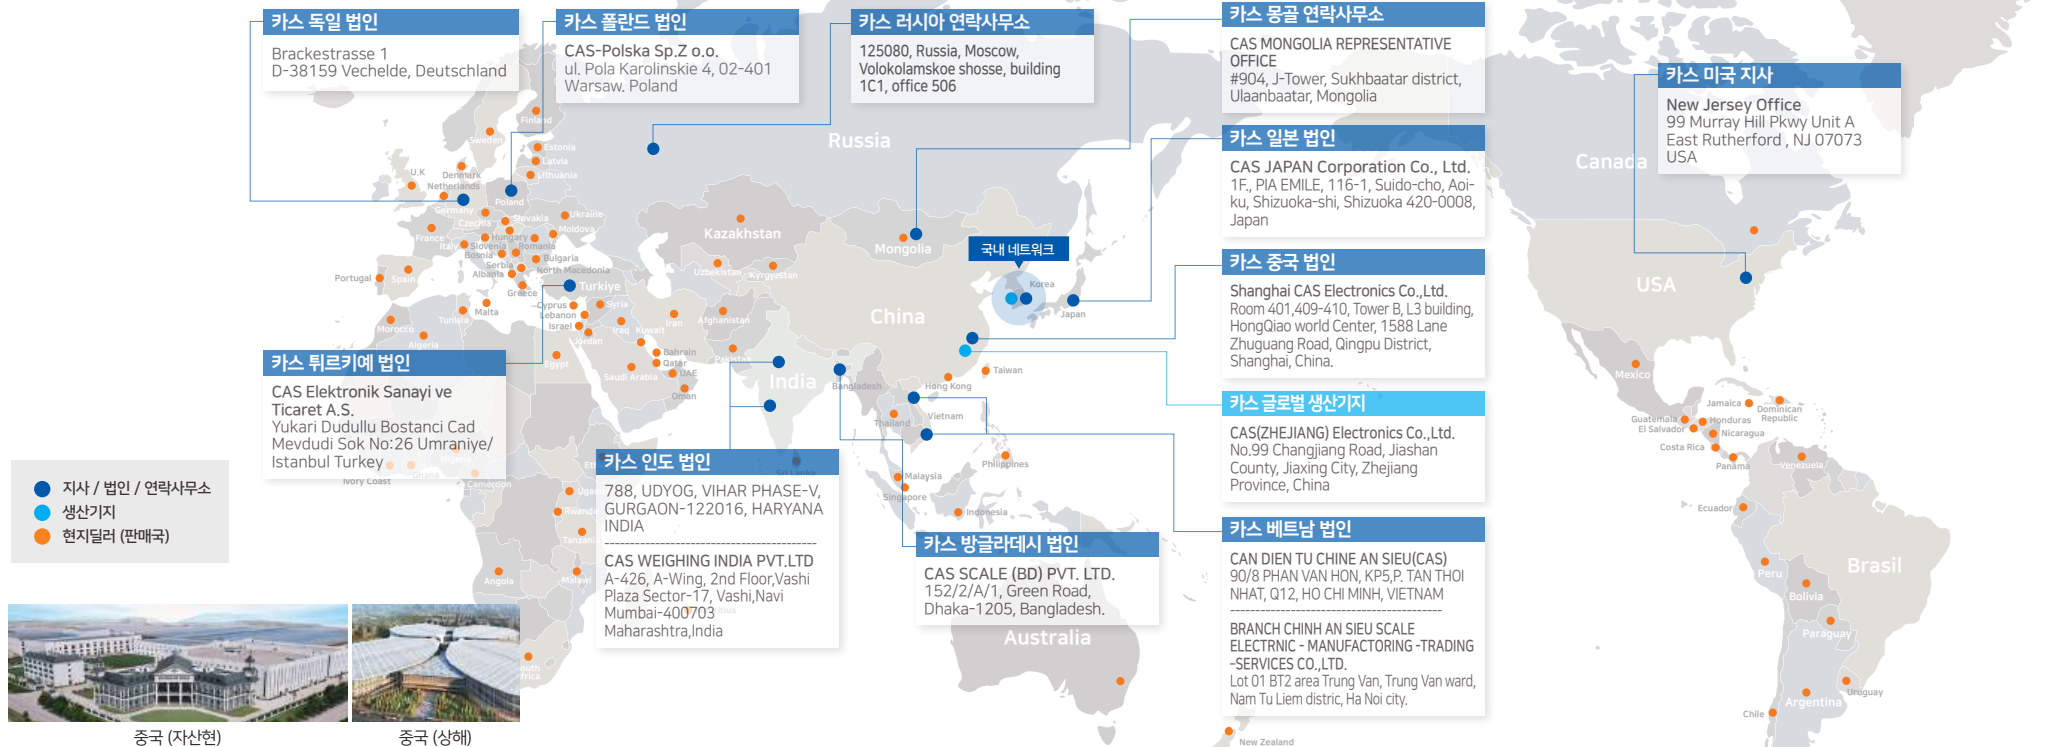 카스 독일 법인
Brackestrasse 1
D-38159 Vechelde, Deutschland
카스 폴란드 법인
CAS-Polska Sp.Z o.o.
ul. Pola Karolinskie 4, 02-401
Warsaw. Poland
카스 러시아 연락사무소
125080, Russia, Moscow,
Volokolamskoe shosse, building
1C1, office 506
카스 몽골 연락사무소
CAS MONGOLIA REPRESENTATIVE
OFFICE
#904, J-Tower, Sukhbaatar district,
Ulaanbaatar, Mongolia
카스 미국 지사
New Jersey Office
99 Murray Hill Pkwy Unit A
East Rutherford , NJ 07073
USA
카스 일본 법인
CAS JAPAN Corporation Co., Ltd.
1F., PIA EMILE, 116-1, Suido-cho, Aoi-
ku, Shizuoka-shi, Shizuoka 420-0008,
Japan
카스 중국 법인
Shanghai CAS Electronics Co.,Ltd.
Room 401,409-410, Tower B, L3 building,
HongQiao world Center, 1588 Lane
Zhuguang Road, Qingpu District,
Shanghai, China.
카스 글로벌 생산기지
CAS(ZHEJIANG) Electronics Co.,Ltd.
No.99 Changjiang Road, Jiashan
County, Jiaxing City, Zhejiang
Province, China
카스 베트남 법인
CAN DIEN TU CHINE AN SIEU(CAS)
90/8 PHAN VAN HON, KP5,P. TAN THOI
NHAT, Q12, HO CHI MINH, VIETNAM
BRANCH CHINH AN SIEU SCALE
ELECTRNIC - MANUFACTORING -TRADING
-SERVICES CO.,LTD.
Lot 01 BT2 area Trung Van, Trung Van ward,
Nam Tu Liem distric, Ha Noi city.
카스 튀르키예 법인
CAS Elektronik Sanayi ve
Ticaret A.S.
Yukari Dudullu Bostanci Cad
Mevdudi Sok No:26 Umraniye/
Istanbul Turkey
카스 인도 법인
788, UDYOG, VIHAR PHASE-V,
GURGAON-122016, HARYANA
INDIA
CAS WEIGHING INDIA PVT.LTD
A-426, A-Wing, 2nd Floor,Vashi
Plaza Sector-17, Vashi,Navi
Mumbai-400703
Maharashtra,India
카스 방글라데시 법인
CAS SCALE (BD) PVT. LTD.
152/2/A/1, Green Road,
Dhaka-1205, Bangladesh.
국내 네트워크
지사 / 법인 / 연락사무소
생산기지
현지딜러 (판매국)
중국 (자산현)
중국 (상해)
Finland
Sweden
Estonia
Latvia
Lithuania
U.K
Denmark
Netherlands
Germany
Poland
Czechia
Slovakia
Ukraine
Moldova
France
Italy
Hungary
Slovenia
Romania
Bosnia
Serbia
Bulgaria
Albania
North Macedonia
Greece
Portugal
Spain
Malta
Turkiye
Cyprus
Syria
Lebanon
Israel
Jordan
Iraq
Kuwait
Iran
Afghanistan
Pakistan
Morocco
Algeria
Tunisia
Egypt
Bahrain
Qatar
UAE
Saudi Arabia
Oman
Russia
Kazakhstan
Uzbekistan
Kyrgyzstan
Mongolia
China
Korea
Japan
India
Bangladesh
Hong Kong
Taiwan
Vietnam
Thailand
Philippines
Malaysia
Singapore
Indonesia
Sri Lanka
Nigeria
Ghana
Ivory Coast
Cameroon
Rwanda
Tanzania
Malawi
Angola
Australia
New Zealand
Canada
USA
Mexico
Jamaica
Dominican
Republic
Guatemala
Honduras
El Salvador
Nicaragua
Costa Rica
Panama
Venezuela
Ecuador
Peru
Brasil
Bolivia
Paraguay
Uruguay
Argentina
Chile